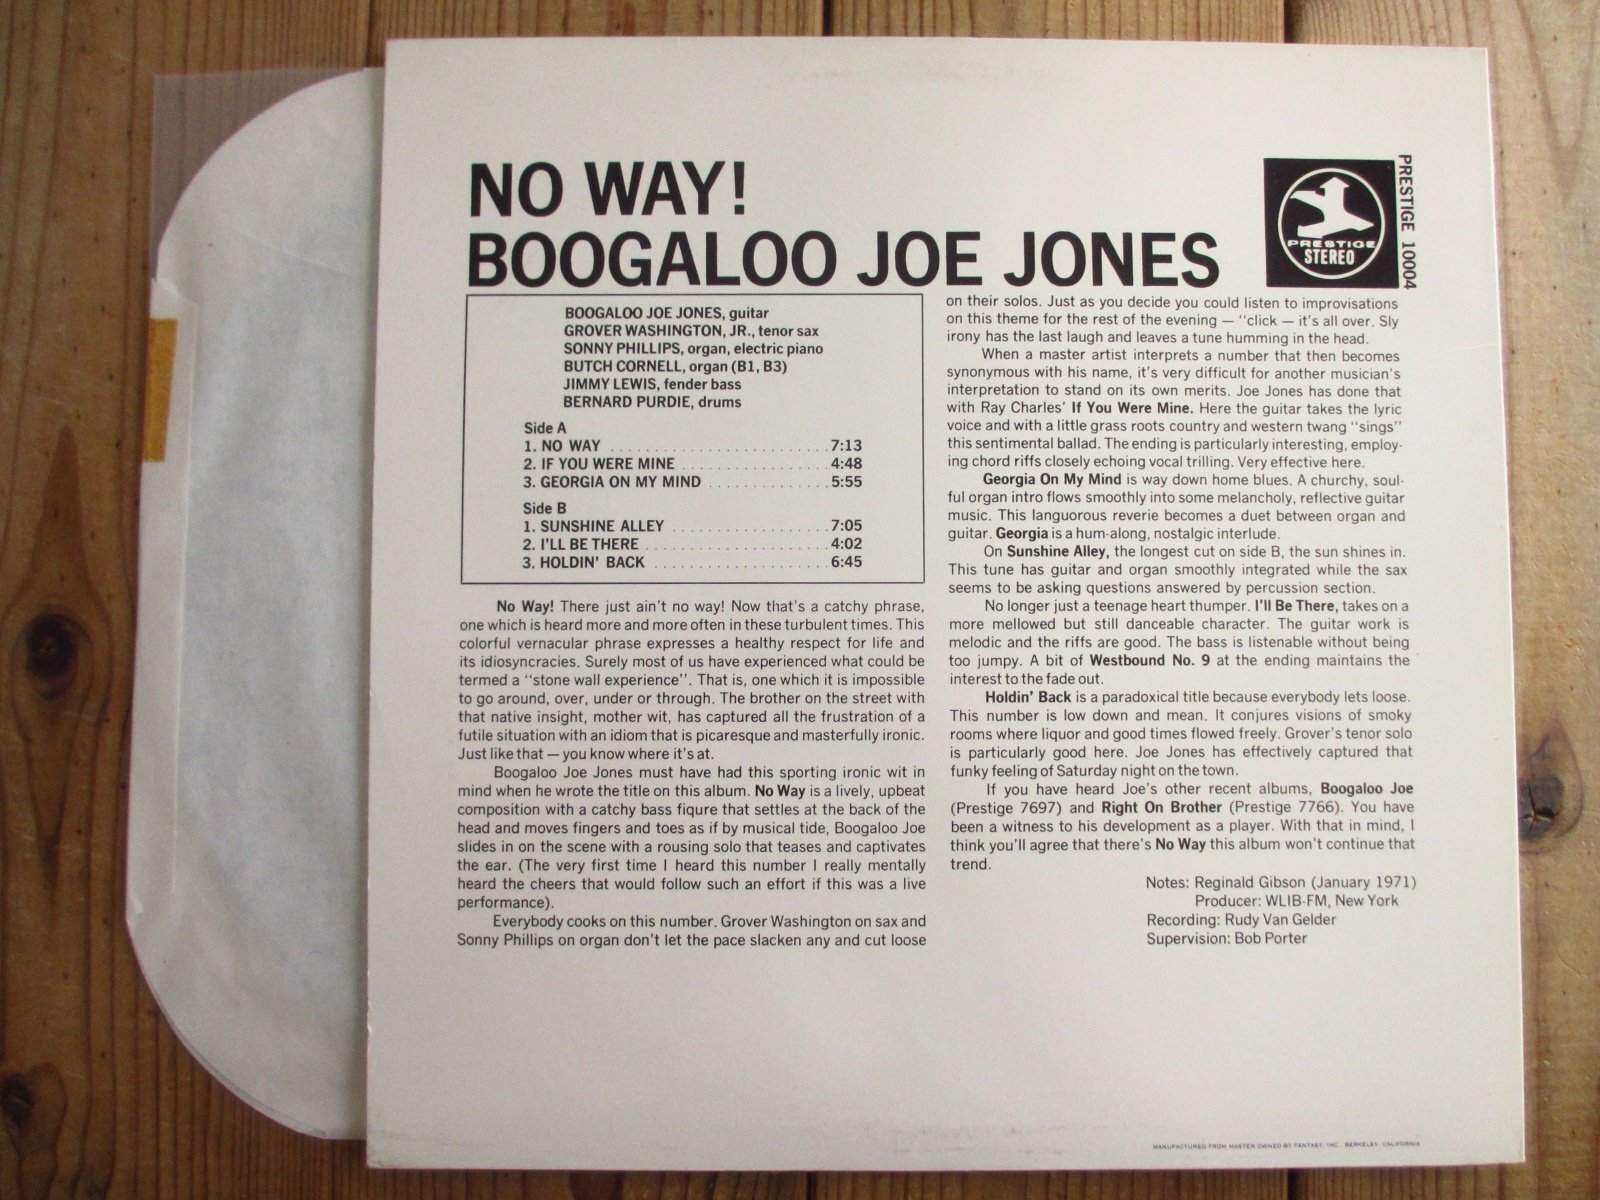 NO WAY!
BOOGALOO JOE JONES
PRESTIGE
STEREO
PRESTIGE 10004
BOOGALOO JOE JONES, guitar
GROVER WASHINGTON, JR., tenor sax
SONNY PHILLIPS, organ, electric piano
BUTCH CORNELL, organ (B1, B3)
JIMMY LEWIS, fender bass
BERNARD PURDIE, drums
Side A
1. NO WAY . . . . . . . . . . . . . . . . . . . . . . . . 7:13
2. IF YOU WERE MINE . . . . . . . . . . . . . . . . 4:48
3. GEORGIA ON MY MIND . . . . . . . . . . . . . 5:55
Side B
1. SUNSHINE ALLEY . . . . . . . . . . . . . . . . . 7:05
2. I'LL BE THERE . . . . . . . . . . . . . . . . . . . . 4:02
3. HOLDIN' BACK . . . . . . . . . . . . . . . . . . . 6:45
No Way! There just ain't no way! Now that's a catchy phrase,
one which is heard more and more often in these turbulent times. This
colorful vernacular phrase expresses a healthy respect for life and
its idiosyncracies. Surely most of us have experienced what could be
termed a "stone wall experience". That is, one which it is impossible
to go around, over, under or through. The brother on the street with
that native insight, mother wit, has captured all the frustration of a
futile situation with an idiom that is picaresque and masterfully ironic.
Just like that — you know where it's at.
Boogaloo Joe Jones must have had this sporting ironic wit in
mind when he wrote the title on this album. No Way is a lively, upbeat
composition with a catchy bass fiqure that settles at the back of the
head and moves fingers and toes as if by musical tide, Boogaloo Joe
slides in on the scene with a rousing solo that teases and captivates
the ear. (The very first time I heard this number I really mentally
heard the cheers that would follow such an effort if this was a live
performance).
Everybody cooks on this number. Grover Washington on sax and
Sonny Phillips on organ don't let the pace slacken any and cut loose
on their solos. Just as you decide you could listen to improvisations
on this theme for the rest of the evening — "click — it's all over. Sly
irony has the last laugh and leaves a tune humming in the head.
When a master artist interprets a number that then becomes
synonymous with his name, it's very difficult for another musician's
interpretation to stand on its own merits. Joe Jones has done that
with Ray Charles' If You Were Mine. Here the guitar takes the lyric
voice and with a little grass roots country and western twang "sings"
this sentimental ballad. The ending is particularly interesting, employ-
ing chord riffs closely echoing vocal trilling. Very effective here.
Georgia On My Mind is way down home blues. A churchy, soul-
ful organ intro flows smoothly into some melancholy, reflective guitar
music. This languorous reverie becomes a duet between organ and
guitar. Georgia is a hum-along, nostalgic interlude.
On Sunshine Alley, the longest cut on side B, the sun shines in.
This tune has guitar and organ smoothly integrated while the sax
seems to be asking questions answered by percussion section.
No longer just a teenage heart thumper. I'll Be There, takes on a
more mellowed but still danceable character. The guitar work is
melodic and the riffs are good. The bass is listenable without being
too jumpy. A bit of Westbound No. 9 at the ending maintains the
interest to the fade out.
Holdin' Back is a paradoxical title because everybody lets loose.
This number is low down and mean. It conjures visions of smoky
rooms where liquor and good times flowed freely. Grover's tenor solo
is particularly good here. Joe Jones has effectively captured that
funky feeling of Saturday night on the town.
If you have heard Joe's other recent albums, Boogaloo Joe
(Prestige 7697) and Right On Brother (Prestige 7766). You have
been a witness to his development as a player. With that in mind, I
think you'll agree that there's No Way this album won't continue that
trend.
Notes: Reginald Gibson (January 1971)
Producer: WLIB-FM, New York
Recording: Rudy Van Gelder
Supervision: Bob Porter
MANUFACTURED FROM MASTER OWNED BY FANTASY, INC. BERKELEY, CALIFORNIA